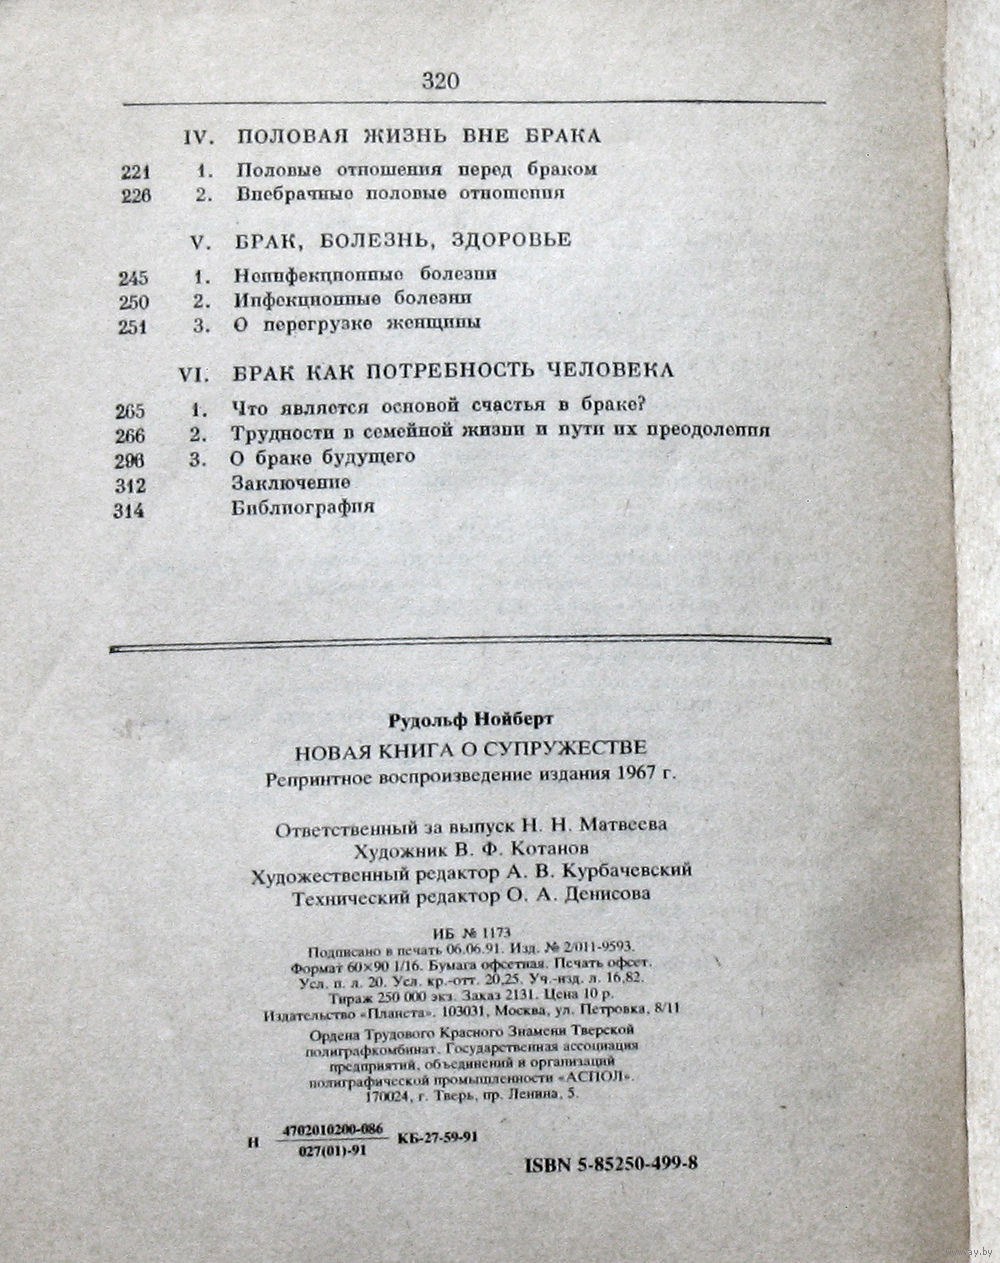 320
IV. ПОЛОВАЯ ЖИЗНЬ ВНЕ БРАКА
221 1. Половые отношения перед браком
226 2. Внебрачные половые отношения
V. БРАК, БОЛЕЗНЬ, ЗДОРОВЬЕ
245 1. Неинфекционные болезни
250 2. Инфекционные болезни
251 3. О перегрузке женщины
VI. БРАК КАК ПОТРЕБНОСТЬ ЧЕЛОВЕКА
265 1. Что является основой счастья в браке?
266 2. Трудности в семейной жизни и пути их преодоления
296 3. О браке будущего
312 Заключение
314 Библиография
Рудольф Нойберт
НОВАЯ КНИГА О СУПРУЖЕСТВЕ
Репринтное воспроизведение издания 1967 г.
Ответственный за выпуск Н. Н. Матвеева
Художник В. Ф. Котанов
Художественный редактор А. В. Курбачевский
Технический редактор О. А. Денисова
ИБ № 1173
Подписано в печать 06.06.91. Изд. № 2/011-9593.
Формат 60×90 1/16. Бумага офсетная. Печать офсет.
Усл. п. л. 20. Усл. кр.-отт. 20,25. Уч.-изд. л. 16,82.
Тираж 250 000 экз. Заказ 2131. Цена 10 р.
Издательство «Планета». 103031, Москва, ул. Петровка, 8/11
Ордена Трудового Красного Знамени Тверской
полиграфкомбинат. Государственная ассоциация
предприятий, объединений и организаций
полиграфической промышленности «АСПОЛ».
170024, г. Тверь, пр. Ленина, 5.
Н 4702010200-086 КБ-27-59-91
027(01)-91
ISBN 5-85250-499-8
ay.by